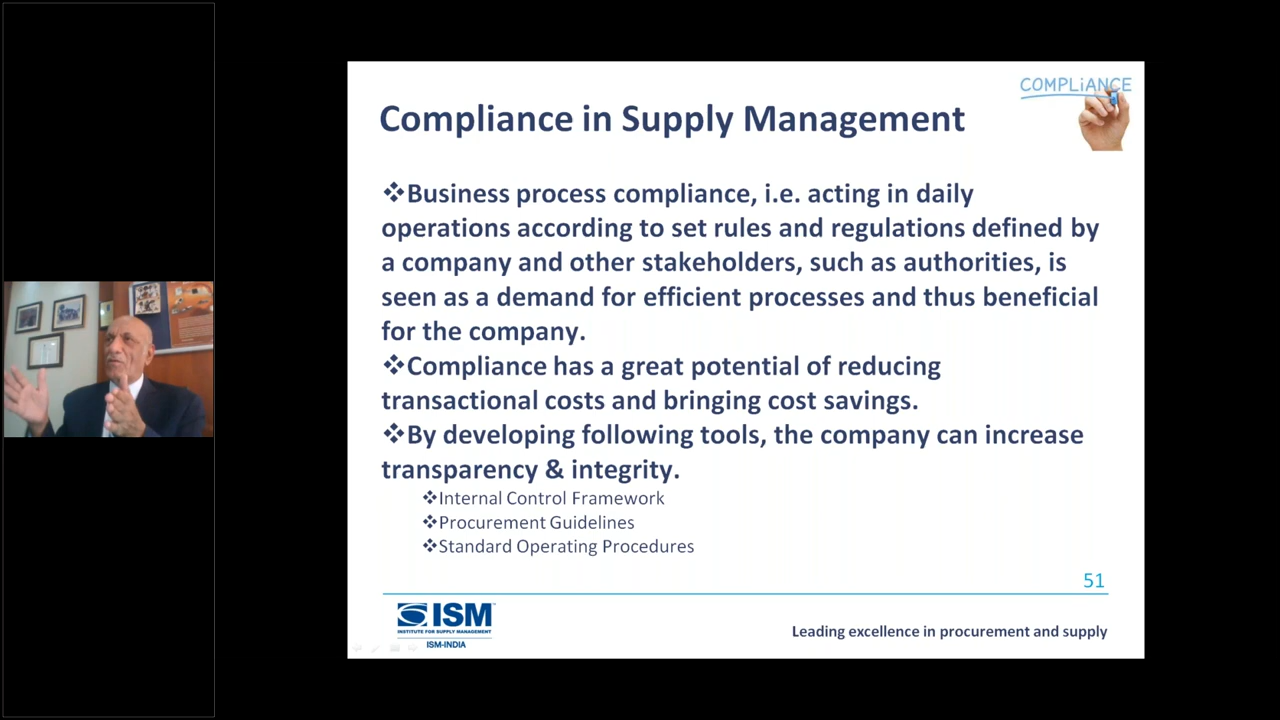 COMPLiANCE
Compliance in Supply Management
❖Business process compliance, i.e. acting in daily
operations according to set rules and regulations defined by
a company and other stakeholders, such as authorities, is
seen as a demand for efficient processes and thus beneficial
for the company.
❖Compliance has a great potential of reducing
transactional costs and bringing cost savings.
❖By developing following tools, the company can increase
transparency & integrity.
❖Internal Control Framework
❖Procurement Guidelines
❖Standard Operating Procedures
51
ISM
INSTITUTE FOR SUPPLY MANAGEMENT
ISM-INDIA
Leading excellence in procurement and supply